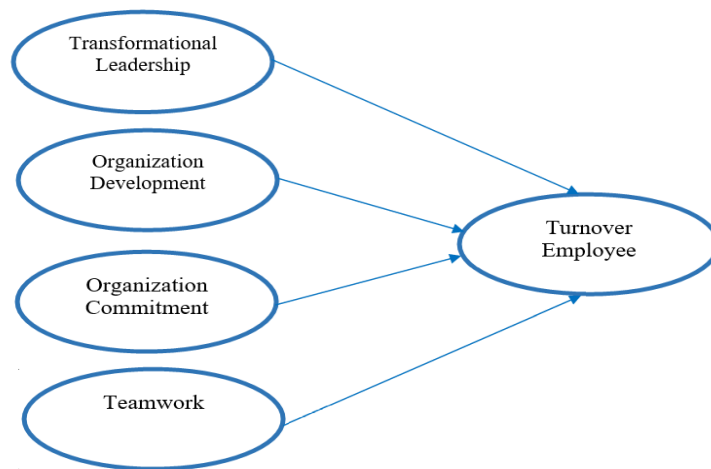 Transformational
Leadership
Organization
Development
Turnover
Employee
Organization
Commitment
Teamwork